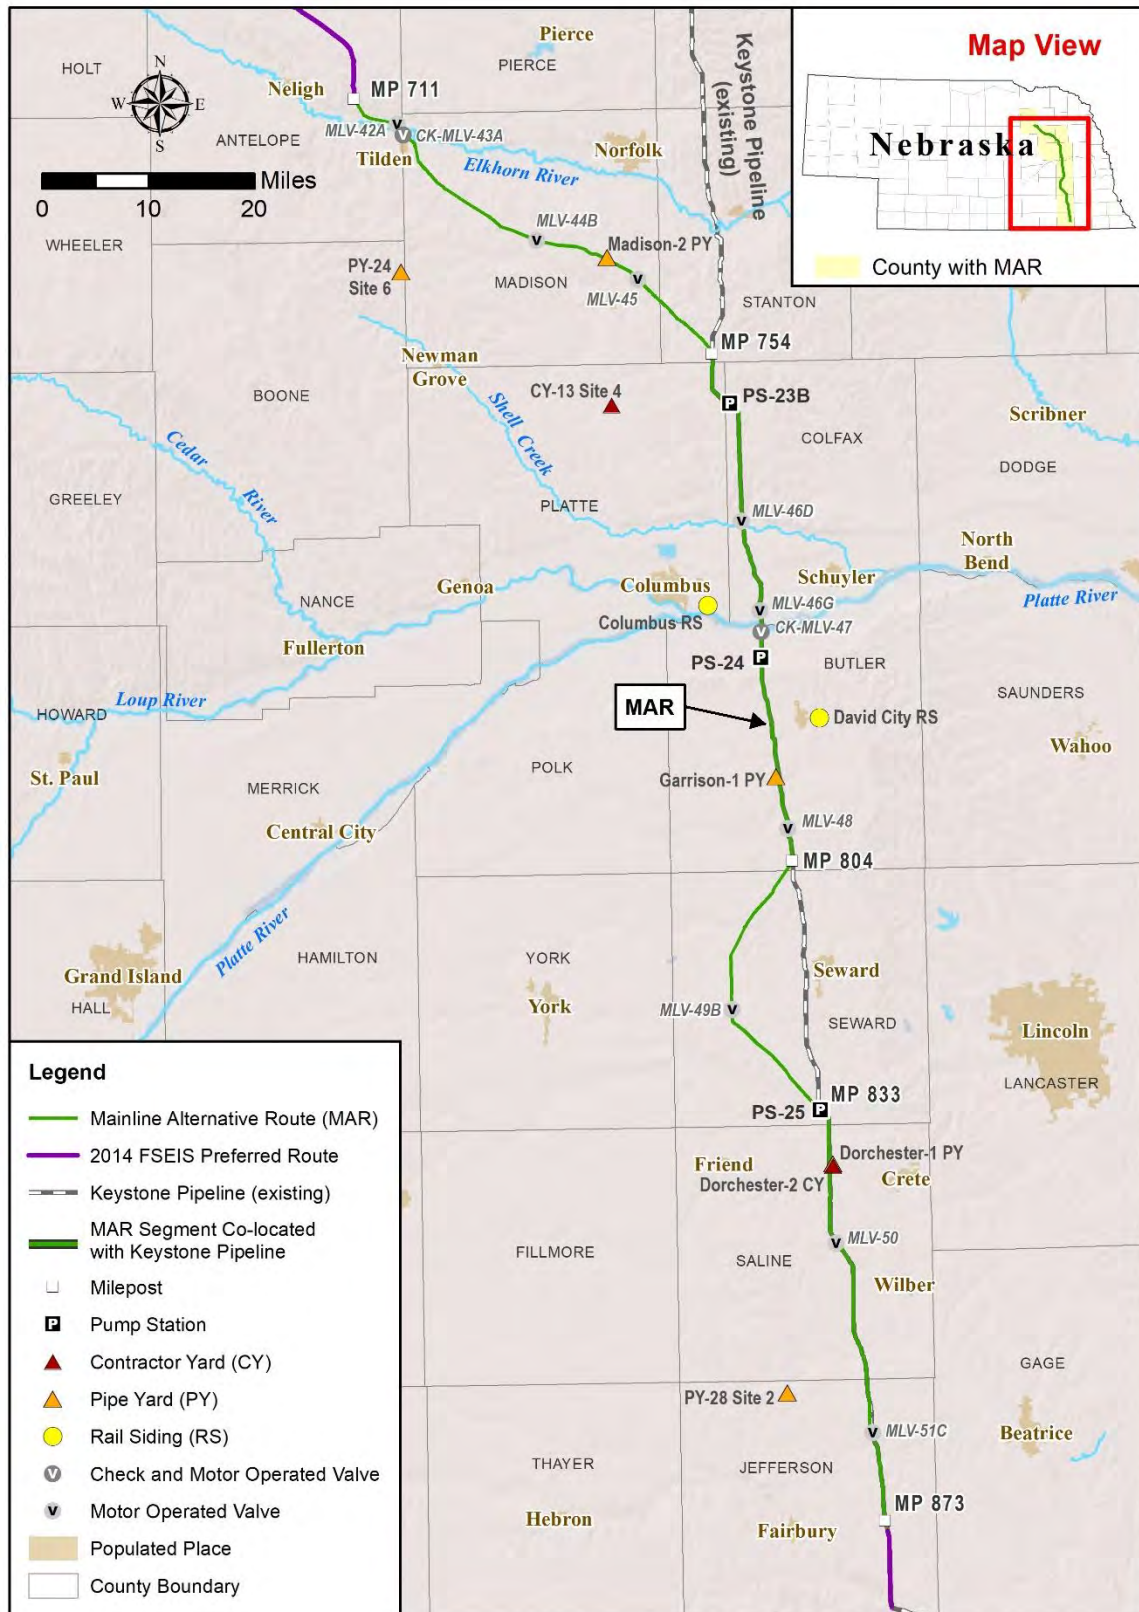 Pierce
HOLT
PIERCE
Keystone Pipeline
(existing)
Map View
N
W
E
S
Neligh
MP 711
MLV-42A
CK-MLV-43A
ANTELOPE
Tilden
Norfolk
Elkhorn River
Nebraska
County with MAR
Miles
0 10 20
WHEELER
MLV-44B
Madison-2 PY
PY-24
Site 6
MADISON
MLV-45
STANTON
MP 754
Newman
Grove
BOONE
CY-13 Site 4
PS-23B
Scribner
Shell Creek
COLFAX
Cedar
River
DODGE
GREELEY
PLATTE
MLV-46D
North
Bend
Genoa
Columbus
Schuyler
NANCE
MLV-46G
Platte River
Columbus RS
CK-MLV-47
Fullerton
PS-24
BUTLER
Loup River
MAR
SAUNDERS
HOWARD
David City RS
Wahoo
St. Paul
POLK
Garrison-1 PY
MERRICK
Central City
MLV-48
MP 804
Platte River
HAMILTON
YORK
Seward
Grand Island
HALL
York
MLV-49B
SEWARD
Lincoln
LANCASTER
MP 833
PS-25
Dorchester-1 PY
Friend
Dorchester-2 CY
Crete
MLV-50
FILLMORE
SALINE
Wilber
GAGE
PY-28 Site 2
MLV-51C
Beatrice
THAYER
JEFFERSON
MP 873
Hebron
Fairbury
Legend
Mainline Alternative Route (MAR)
2014 FSEIS Preferred Route
Keystone Pipeline (existing)
MAR Segment Co-located
with Keystone Pipeline
Milepost
P Pump Station
Contractor Yard (CY)
Pipe Yard (PY)
Rail Siding (RS)
V Check and Motor Operated Valve
V Motor Operated Valve
Populated Place
County Boundary